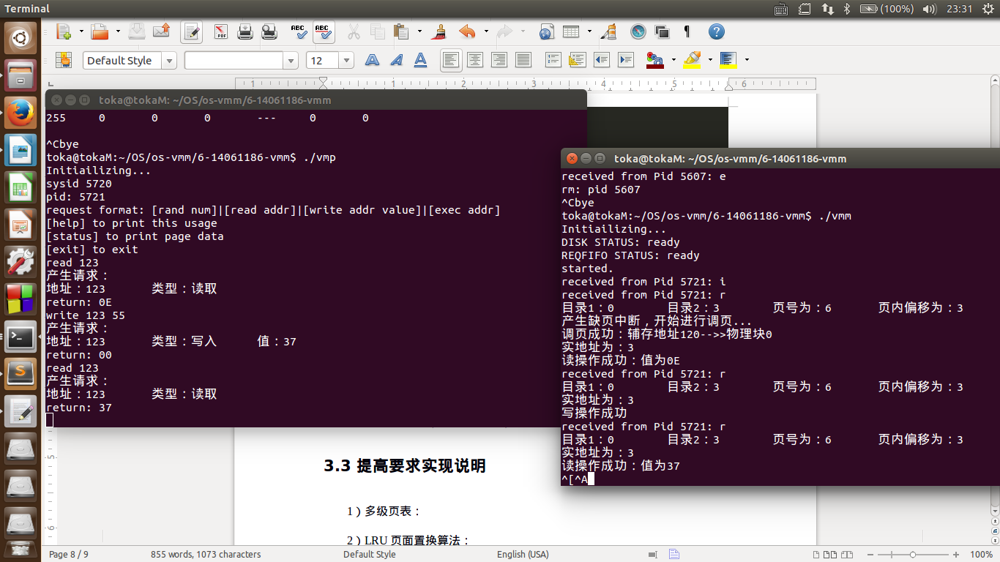 Terminal
(100%)
23:31
Default Style
12
1 1 2 3 4 5 6
toka@tokaM: ~/OS/os-vmm/6-14061186-vmm
255 0 0 0 --- 0 0
^Cbye
toka@tokaM:~/OS/os-vmm/6-14061186-vmm$ ./vmp
Initiailizing...
sysid 5720
pid: 5721
request format: [rand num]|[read addr]|[write addr value]|[exec addr]
[help] to print this usage
[status] to print page data
[exit] to exit
read 123
产生请求：
地址：123 类型：读取
return: 0E
write 123 55
产生请求：
地址：123 类型：写入 值：37
return: 00
read 123
产生请求：
地址：123 类型：读取
return: 37
toka@tokaM: ~/OS/os-vmm/6-14061186-vmm
received from Pid 5607: e
rm: pid 5607
^Cbye
toka@tokaM:~/OS/os-vmm/6-14061186-vmm$ ./vmm
Initiailizing...
DISK STATUS: ready
REQFIFO STATUS: ready
started.
received from Pid 5721: i
received from Pid 5721: r
目录1：0 目录2：3 页号为：6 页内偏移为：3
产生缺页中断，开始进行调页...
调页成功：辅存地址120-->>物理块0
实地址为：3
读操作成功：值为0E
received from Pid 5721: r
目录1：0 目录2：3 页号为：6 页内偏移为：3
实地址为：3
写操作成功
received from Pid 5721: r
目录1：0 目录2：3 页号为：6 页内偏移为：3
实地址为：3
读操作成功：值为37
^[^A
3.3 提高要求实现说明
1）多级页表：
2）LRU 页面置换算法：
Page 8 / 9
855 words, 1073 characters
Default Style
English (USA)
100%